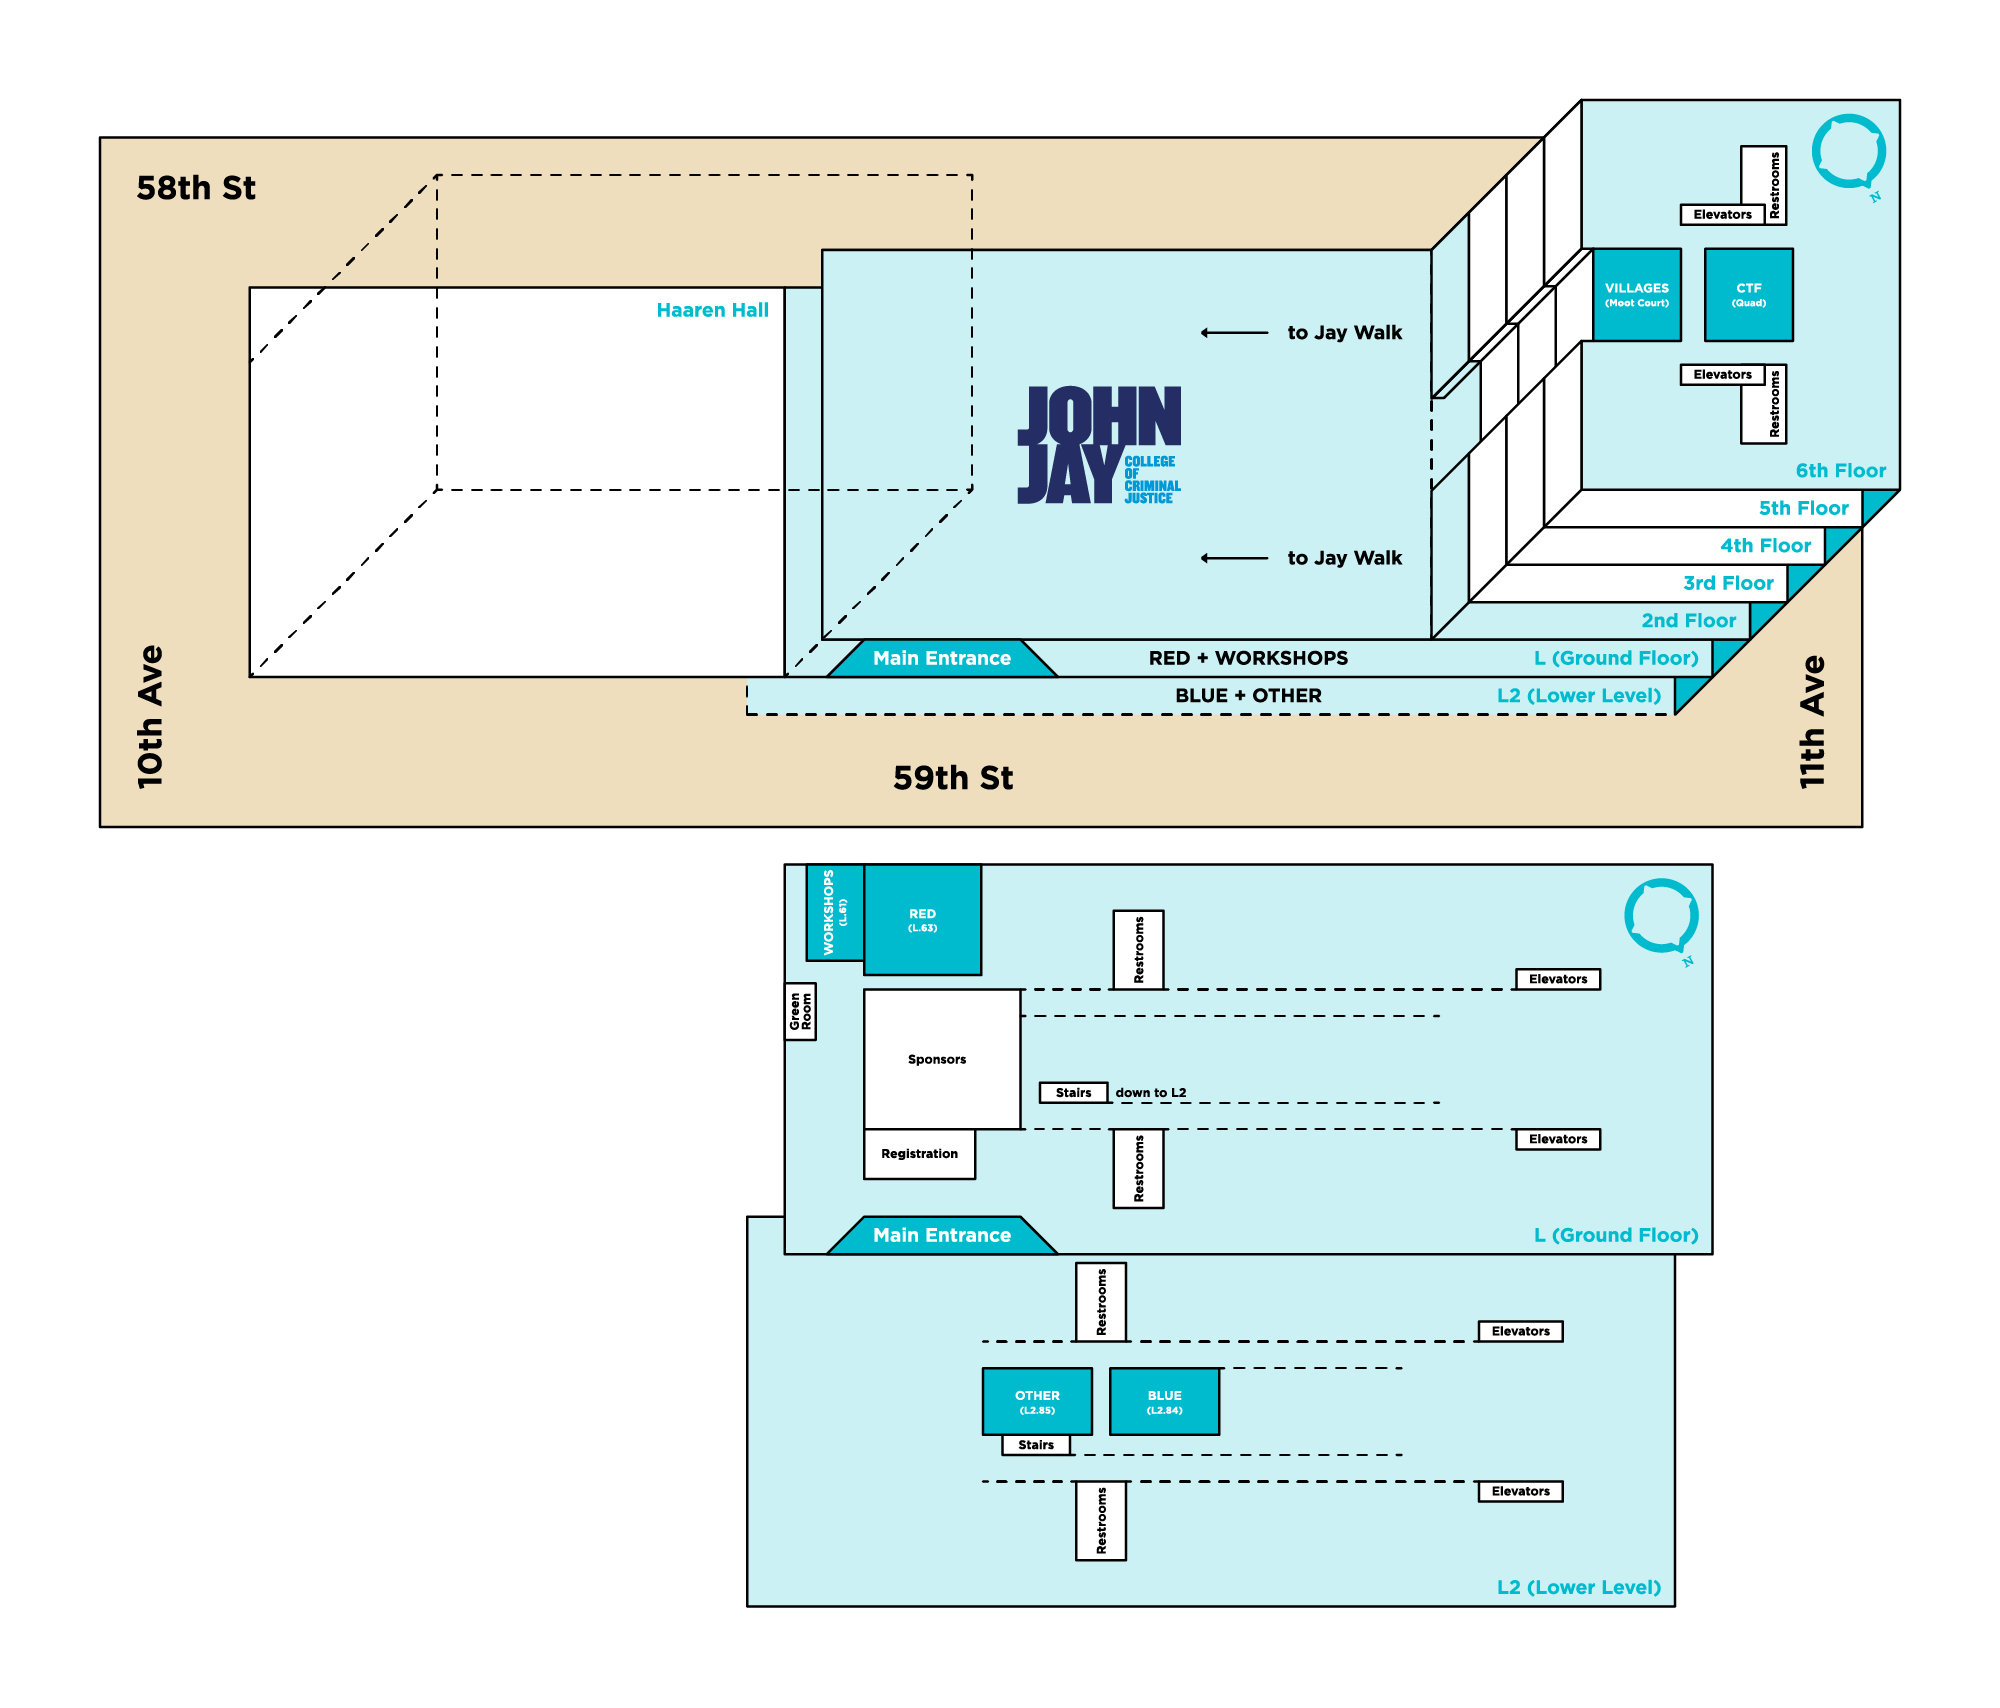 58th St
N
Restrooms
Elevators
Haaren Hall
VILLAGES
(Moot Court)
CTF
(Quad)
to Jay Walk
JOHN
JAY
COLLEGE
OF
CRIMINAL
JUSTICE
Elevators
Restrooms
6th Floor
5th Floor
4th Floor
to Jay Walk
3rd Floor
2nd Floor
Main Entrance
RED + WORKSHOPS
L (Ground Floor)
BLUE + OTHER
L2 (Lower Level)
10th Ave
11th Ave
59th St
WORKSHOPS
(L.61)
RED
(L.63)
N
Restrooms
Elevators
Green
Room
Sponsors
Stairs
down to L2
Elevators
Registration
Restrooms
Main Entrance
L (Ground Floor)
Restrooms
Elevators
OTHER
(L2.85)
BLUE
(L2.84)
Stairs
Elevators
Restrooms
L2 (Lower Level)